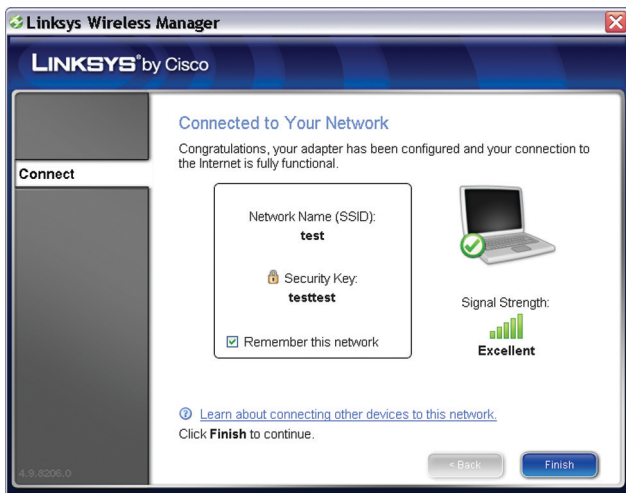 Linksys Wireless Manager
LINKSYS® by Cisco
Connect
Connected to Your Network
Congratulations, your adapter has been configured and your connection to
the Internet is fully functional.
Network Name (SSID):
test
Security Key:
testtest
Remember this network
Signal Strength:
Excellent
Learn about connecting other devices to this network.
Click Finish to continue.
4.9.8206.0
< Back
Finish